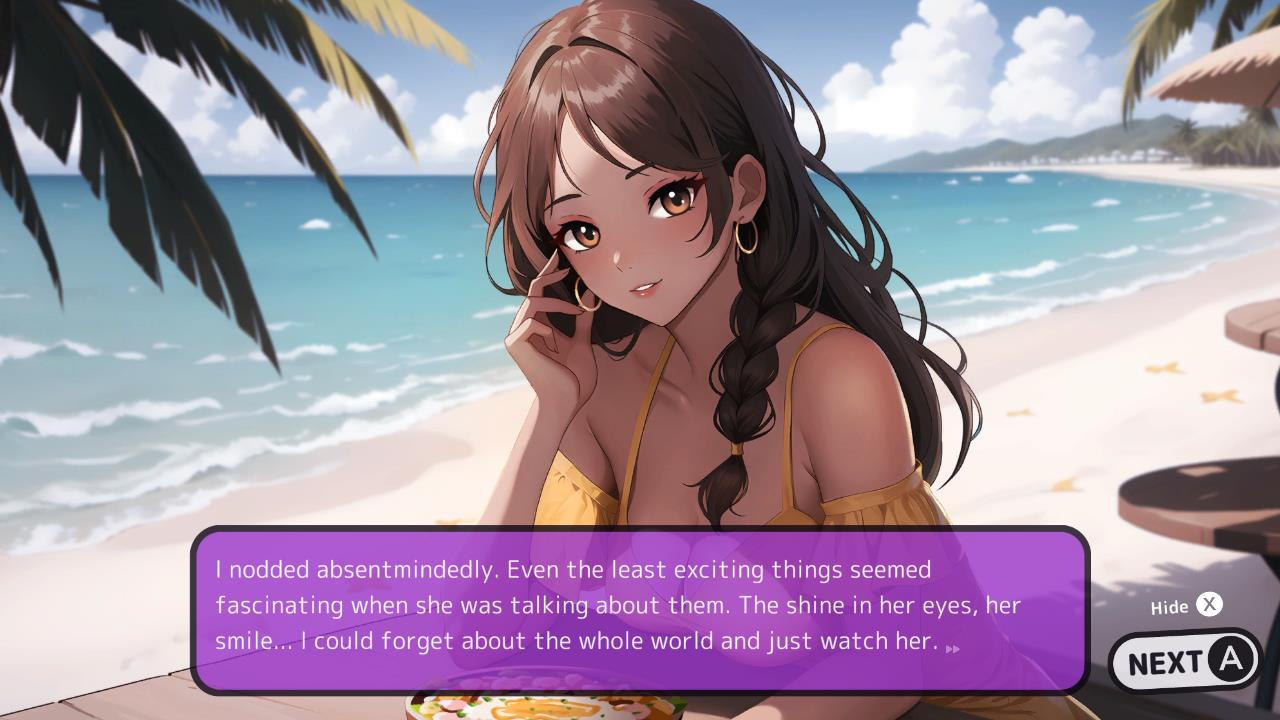 I nodded absentmindedly. Even the least exciting things seemed
fascinating when she was talking about them. The shine in her eyes, her
smile... I could forget about the whole world and just watch her.
Hide X
NEXT A